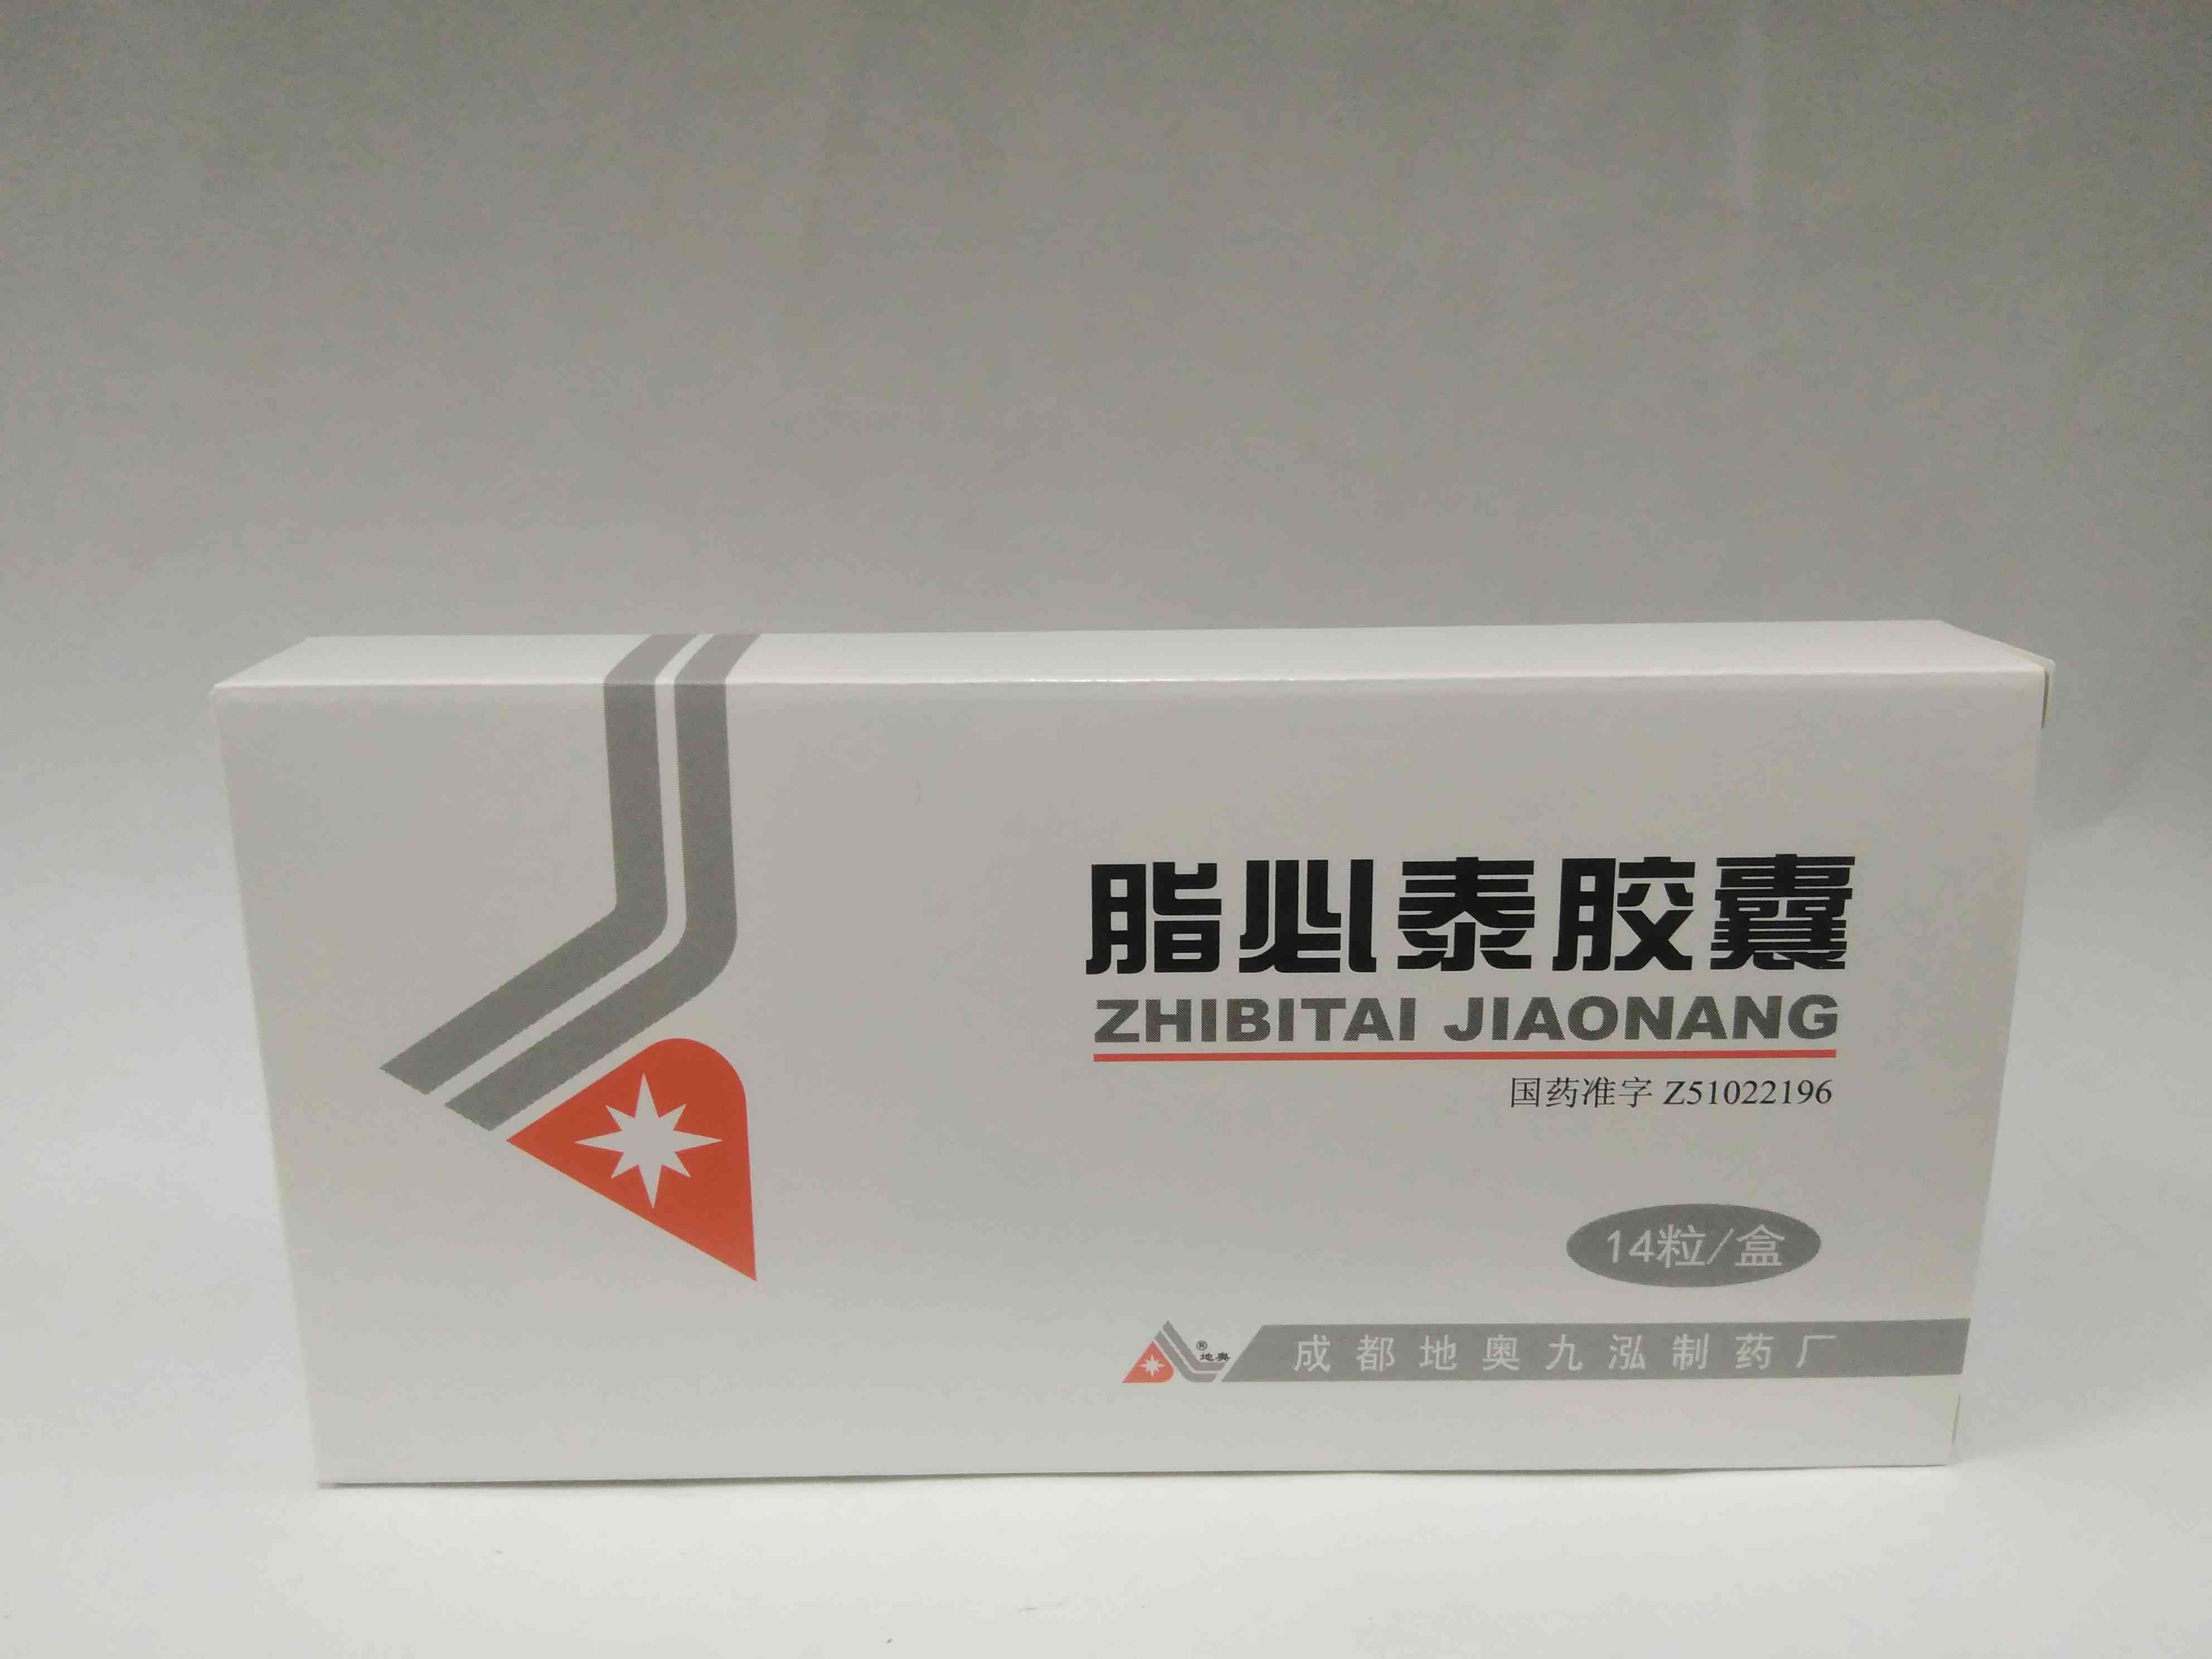 脂必泰胶囊
ZHIBITAI JIAONANG
国药准字 Z51022196
14粒/盒
®
地奥
成都地奥九泓制药厂